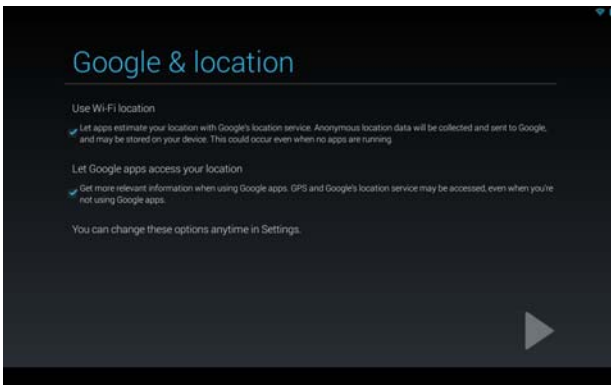 Google & location
Use Wi-Fi location
Let apps estimate your location with Google's location service. Anonymous location data will be collected and sent to Google,
and may be stored on your device. This could occur even when no apps are running
Let Google apps access your location
Get more relevant information when using Google apps. GPS and Google's location service may be accessed, even when you're
not using Google apps.
You can change these options anytime in Settings.